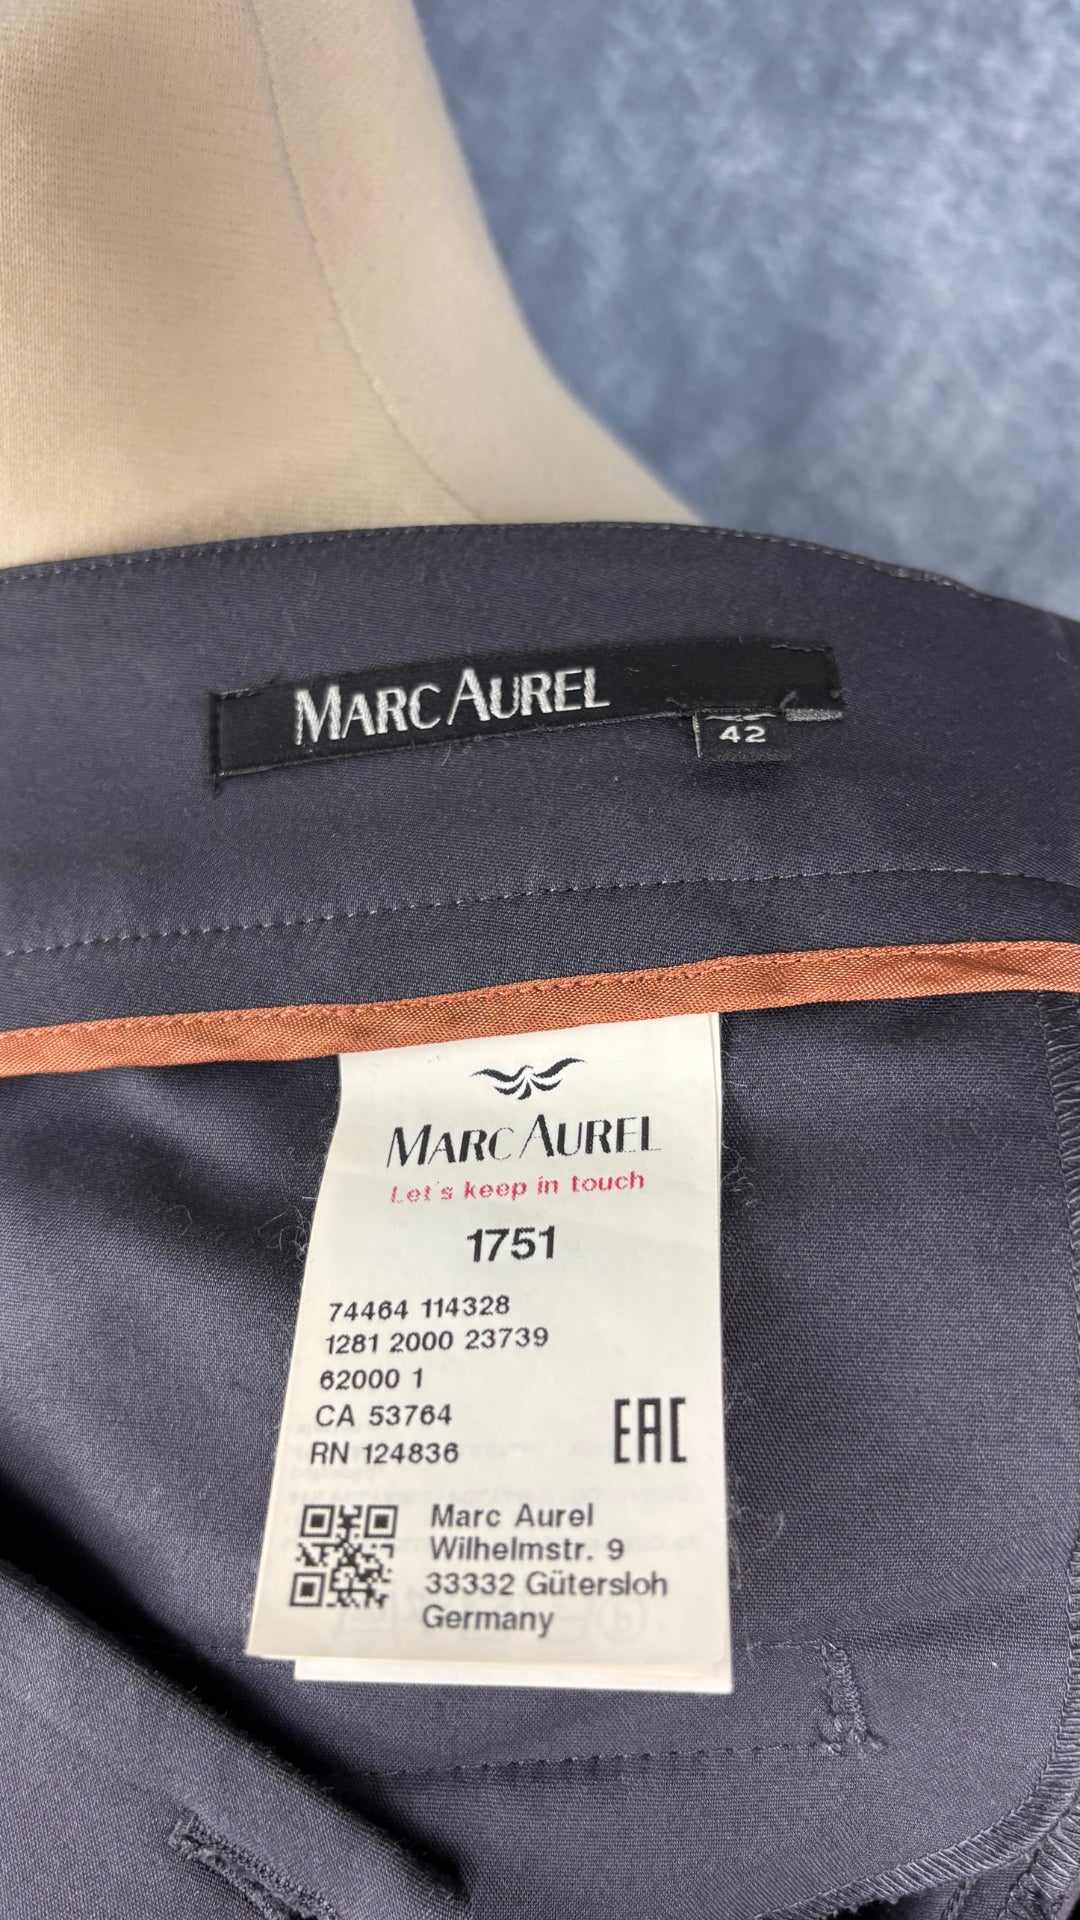 MARC AUREL
42
MARC AUREL
Let's keep in touch
1751
74464 114328
1281 2000 23739
62000 1
CA 53764
RN 124836
EAC
Marc Aurel
Wilhelmstr. 9
33332 Gütersloh
Germany